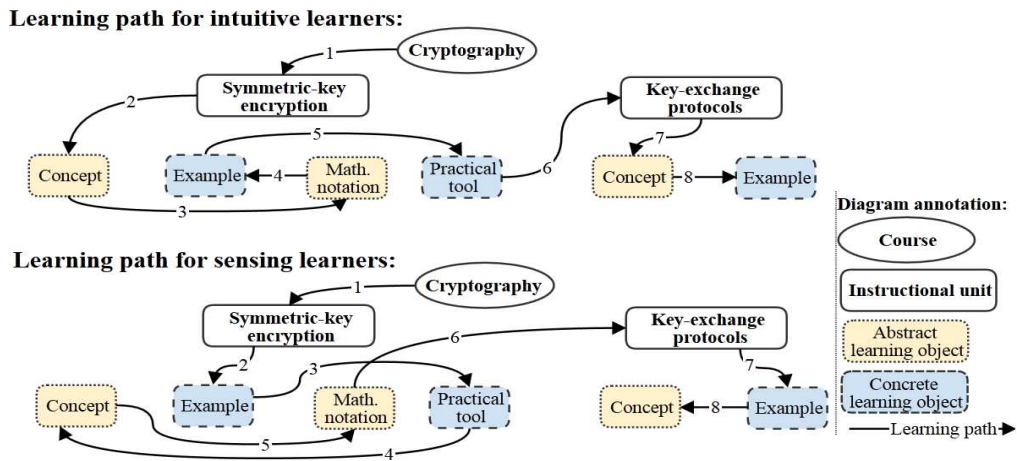 Learning path for intuitive learners:
Cryptography
1
Symmetric-key
encryption
Key-exchange
protocols
2
5
6
7
Concept
Example
4
Math.
notation
Practical
tool
Concept
8
Example
3
Diagram annotation:
Course
Instructional unit
Abstract
learning object
Concrete
learning object
Learning path
Learning path for sensing learners:
1
Cryptography
Symmetric-key
encryption
6
Key-exchange
protocols
2
3
7
Concept
Example
Math.
notation
Practical
tool
Concept
8
Example
5
4